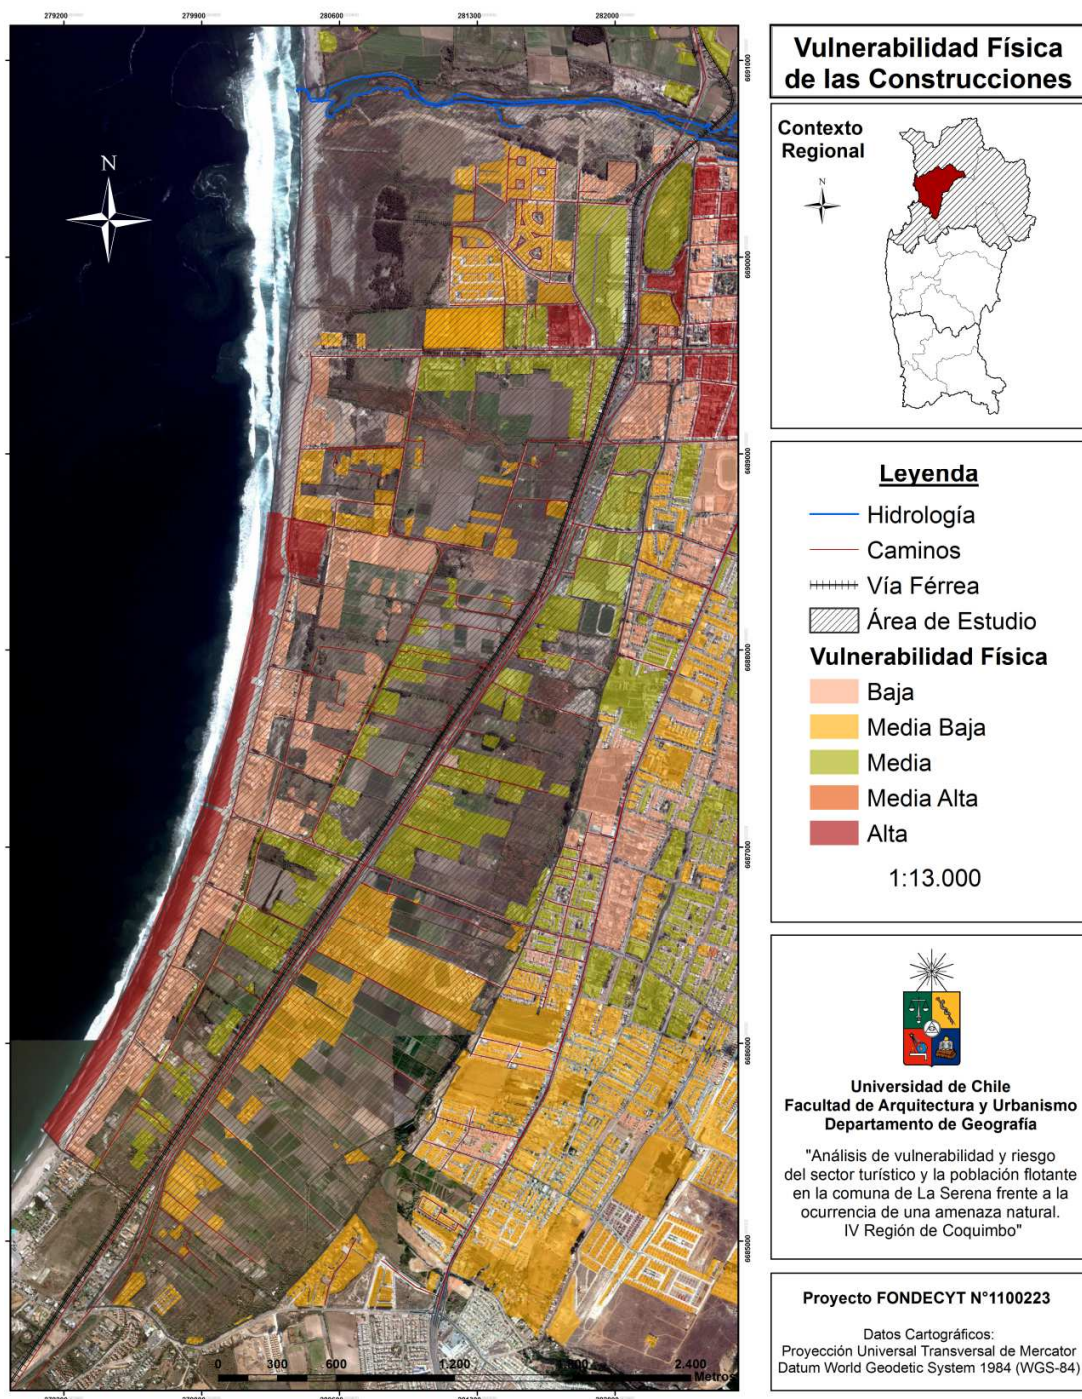 279200
279900
280600
281300
282000
6691000
6690000
6489000
6688000
6687000
6686000
6685000
N
0 300 600 1.200 2.400
Metros
279900
Vulnerabilidad Física
de las Construcciones
Contexto
Regional
N
Leyenda
Hidrología
Caminos
Vía Férrea
Área de Estudio
Vulnerabilidad Física
Baja
Media Baja
Media
Media Alta
Alta
1:13.000
Universidad de Chile
Facultad de Arquitectura y Urbanismo
Departamento de Geografía
"Análisis de vulnerabilidad y riesgo
del sector turístico y la población flotante
en la comuna de La Serena frente a la
ocurrencia de una amenaza natural.
IV Región de Coquimbo"
Proyecto FONDECYT N°1100223
Datos Cartográficos:
Proyección Universal Transversal de Mercator
Datum World Geodetic System 1984 (WGS-84)